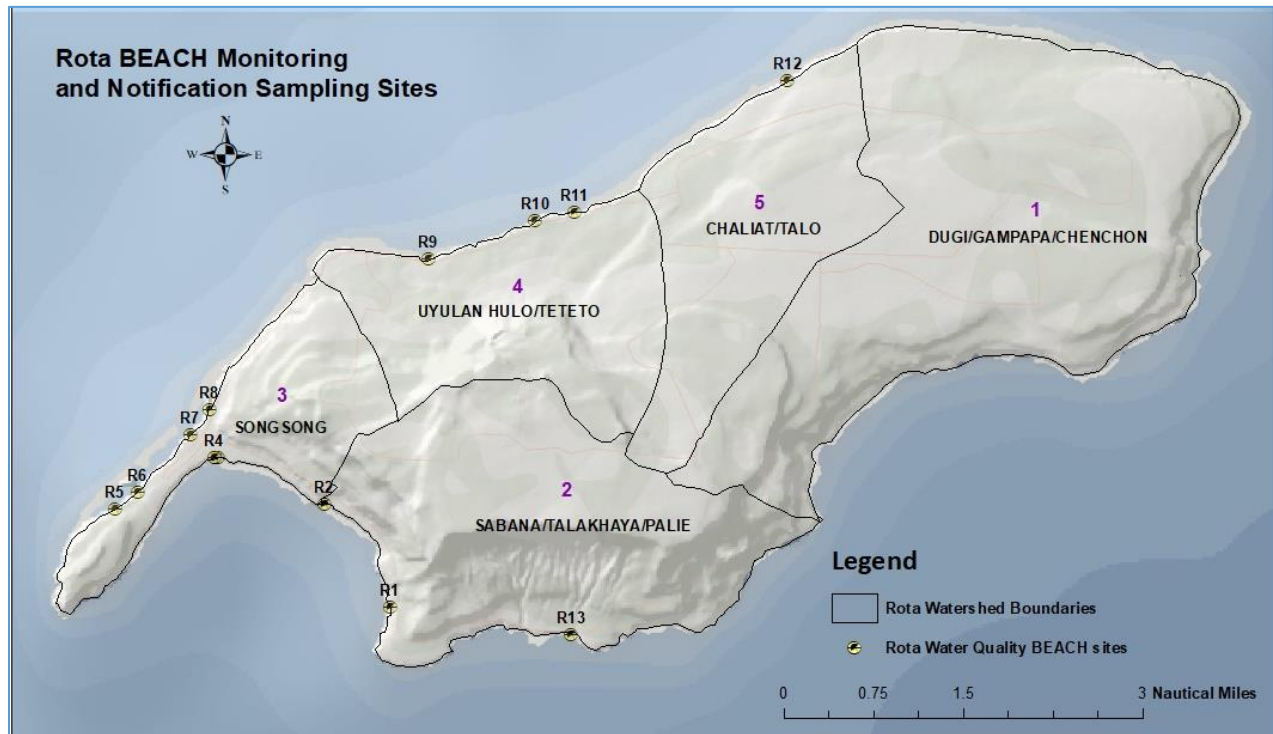 Rota BEACH Monitoring
and Notification Sampling Sites
N
W
E
S
R12
R10
R11
R9
5
CHALIAT/TALO
1
DUGI/GAMPAPA/CHENCHON
4
UYULAN HULO/TETETO
R8
3
SONG SONG
R7
R4
R6
R5
R2
2
SABANA/TALAKHAYA/PALIE
R1
R13
Legend
Rota Watershed Boundaries
Rota Water Quality BEACH sites
0 0.75 1.5 3 Nautical Miles